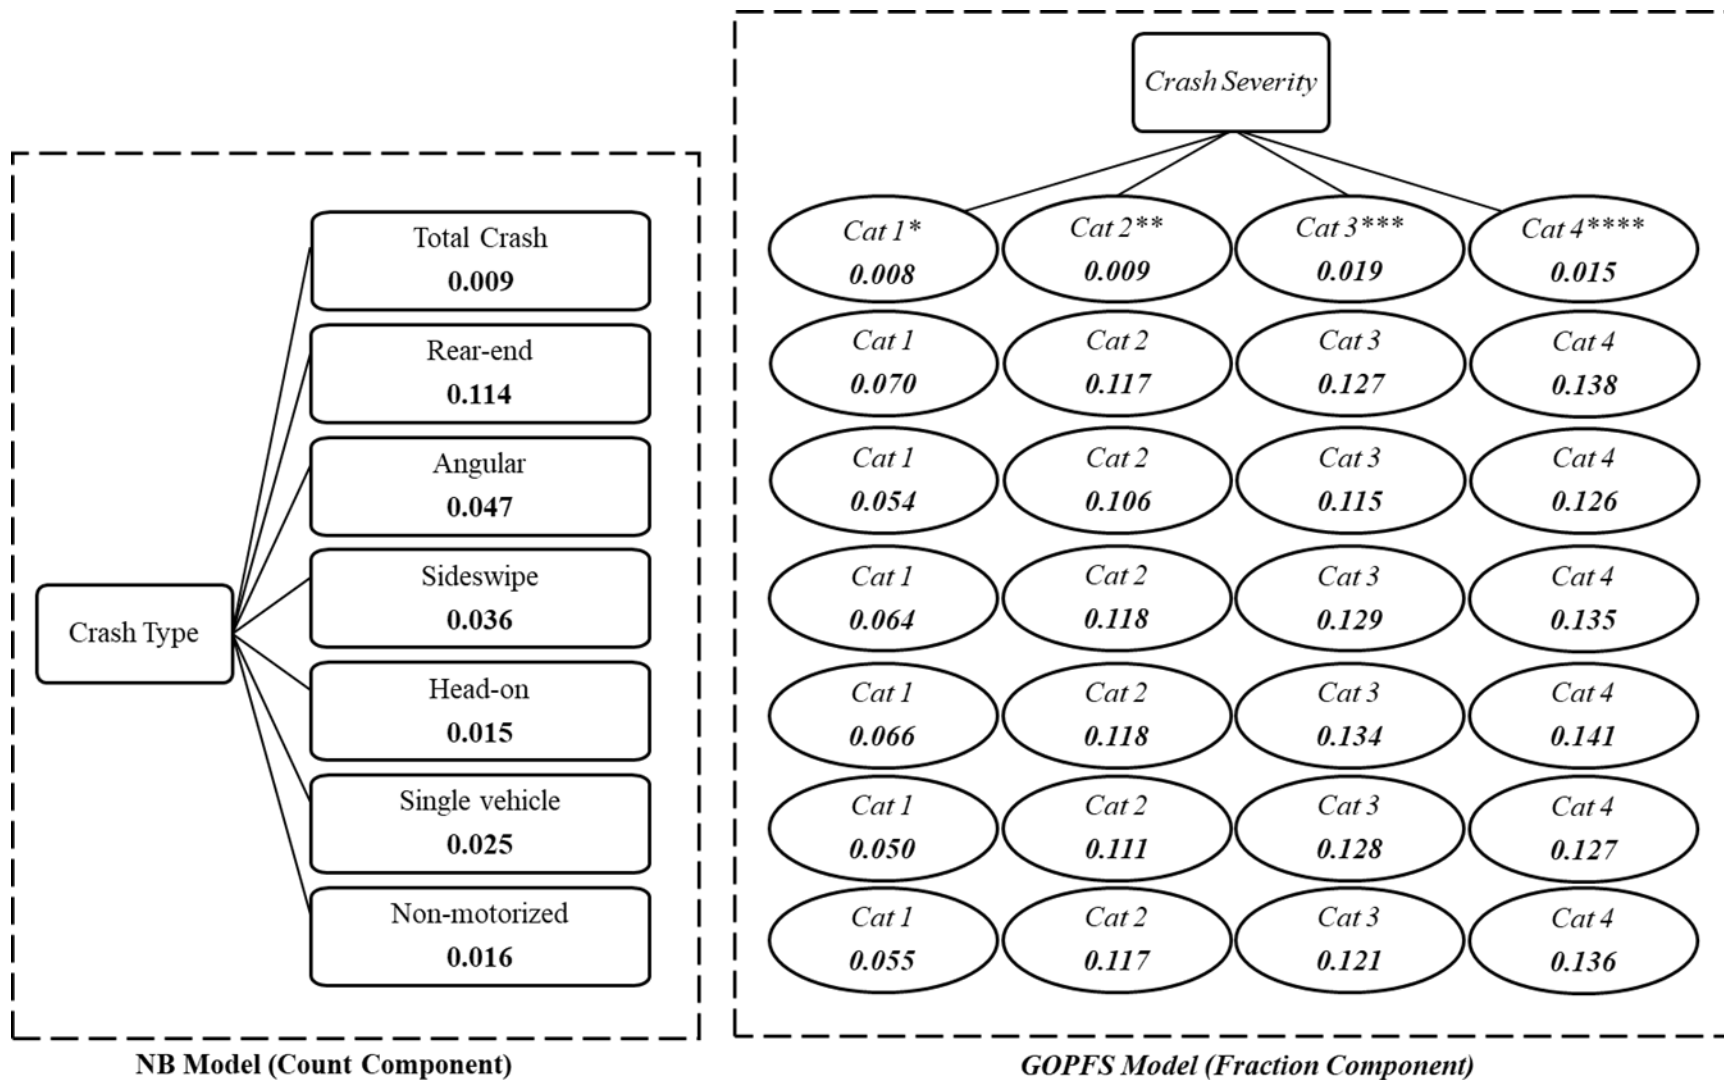 Crash Severity
Cat 1* Cat 2** Cat 3*** Cat 4****
0.008 0.009 0.019 0.015
Cat 1 Cat 2 Cat 3 Cat 4
0.070 0.117 0.127 0.138
Cat 1 Cat 2 Cat 3 Cat 4
0.054 0.106 0.115 0.126
Cat 1 Cat 2 Cat 3 Cat 4
0.064 0.118 0.129 0.135
Cat 1 Cat 2 Cat 3 Cat 4
0.066 0.118 0.134 0.141
Cat 1 Cat 2 Cat 3 Cat 4
0.050 0.111 0.128 0.127
Cat 1 Cat 2 Cat 3 Cat 4
0.055 0.117 0.121 0.136
GOPFS Model (Fraction Component)
Crash Type
Total Crash
0.009
Rear-end
0.114
Angular
0.047
Sideswipe
0.036
Head-on
0.015
Single vehicle
0.025
Non-motorized
0.016
NB Model (Count Component)